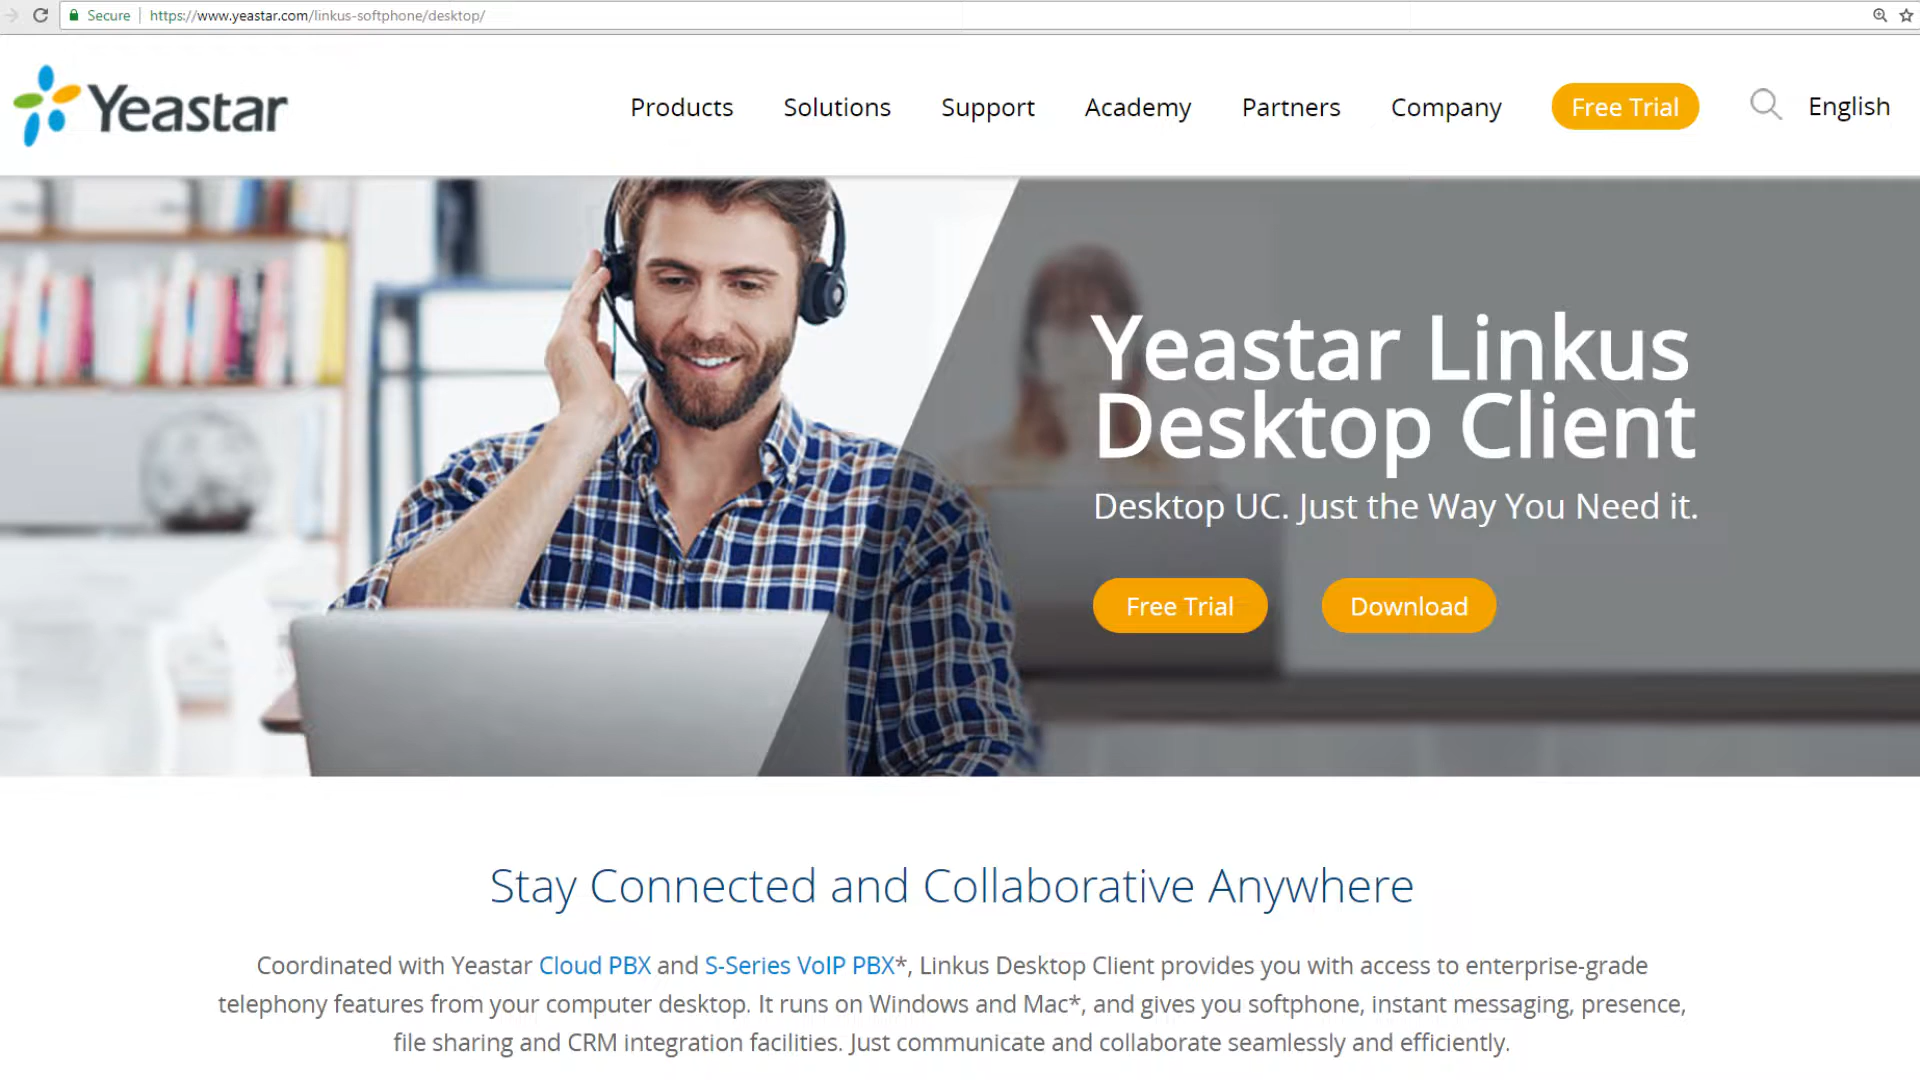 Secure https://www.yeastar.com/linkus-softphone/desktop/
Yeastar
Products Solutions Support Academy Partners Company Free Trial English
Yeastar Linkus
Desktop Client
Desktop UC. Just the Way You Need it.
Free Trial Download
Stay Connected and Collaborative Anywhere
Coordinated with Yeastar Cloud PBX and S-Series VoIP PBX*, Linkus Desktop Client provides you with access to enterprise-grade
telephony features from your computer desktop. It runs on Windows and Mac*, and gives you softphone, instant messaging, presence,
file sharing and CRM integration facilities. Just communicate and collaborate seamlessly and efficiently.